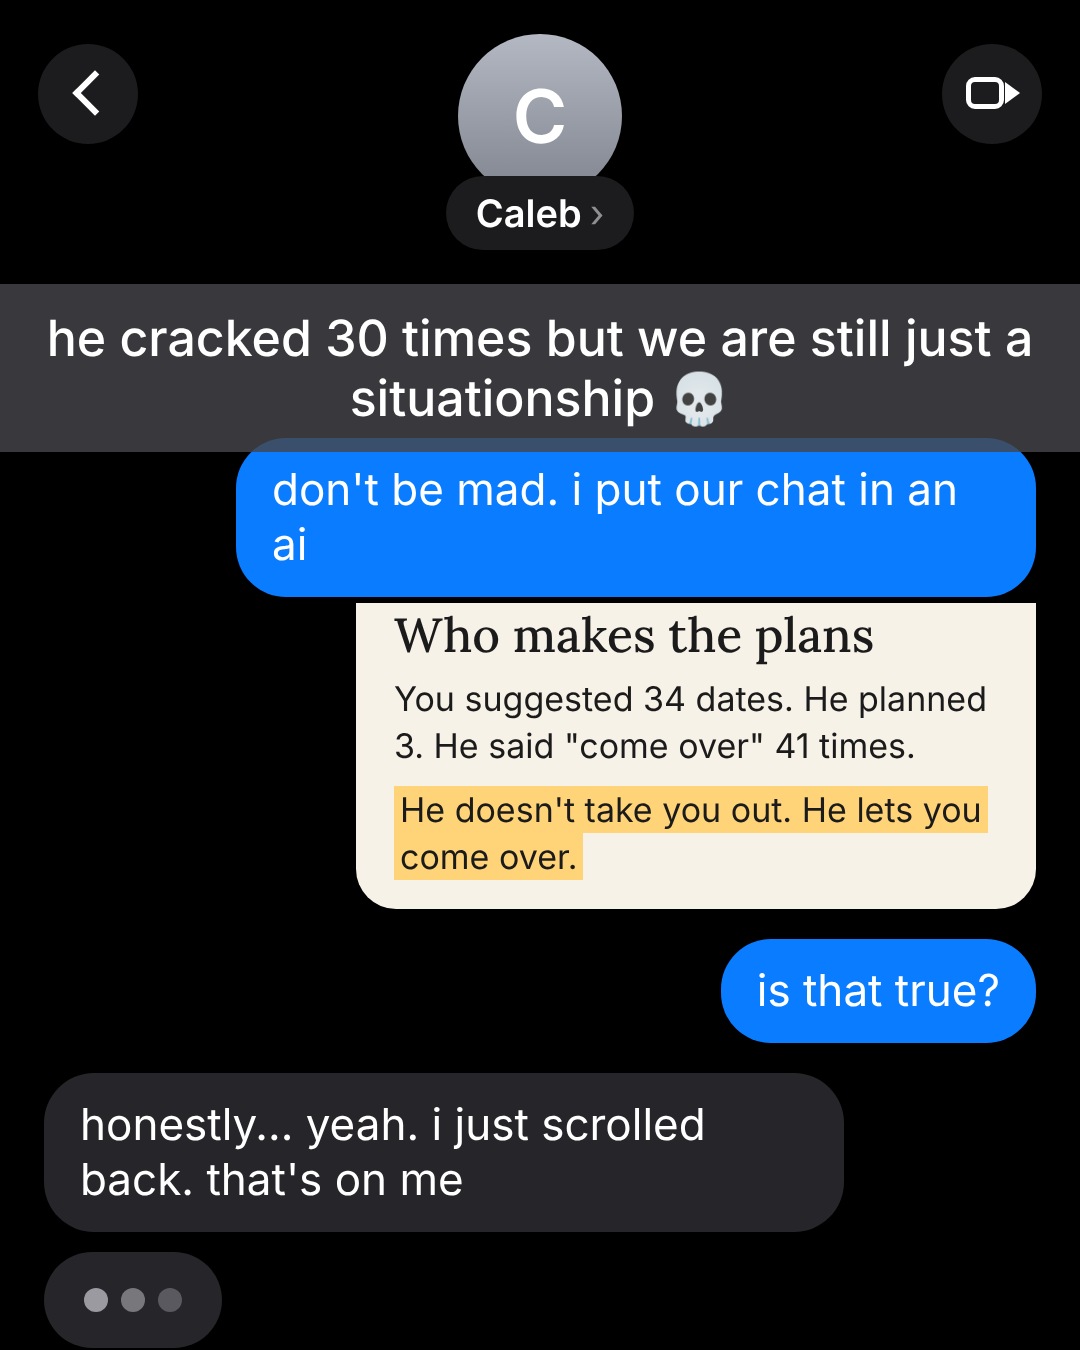 C
Caleb ›
he cracked 30 times but we are still just a
situationship 💀
don't be mad. i put our chat in an
ai
Who makes the plans
You suggested 34 dates. He planned
3. He said "come over" 41 times.
He doesn't take you out. He lets you
come over.
is that true?
honestly... yeah. i just scrolled
back. that's on me